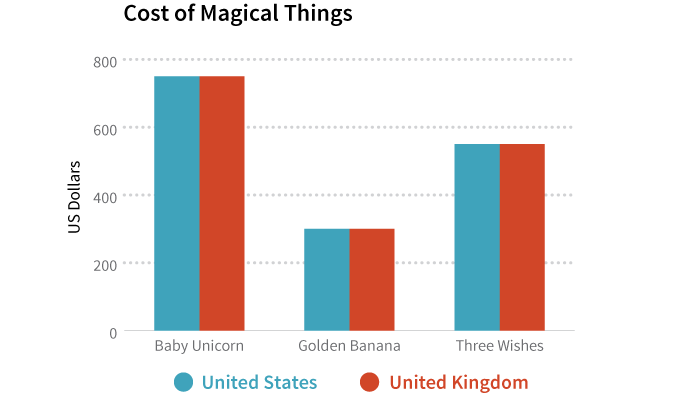 Cost of Magical Things
800
600
400
200
0
US Dollars
Baby Unicorn Golden Banana Three Wishes
United States United Kingdom